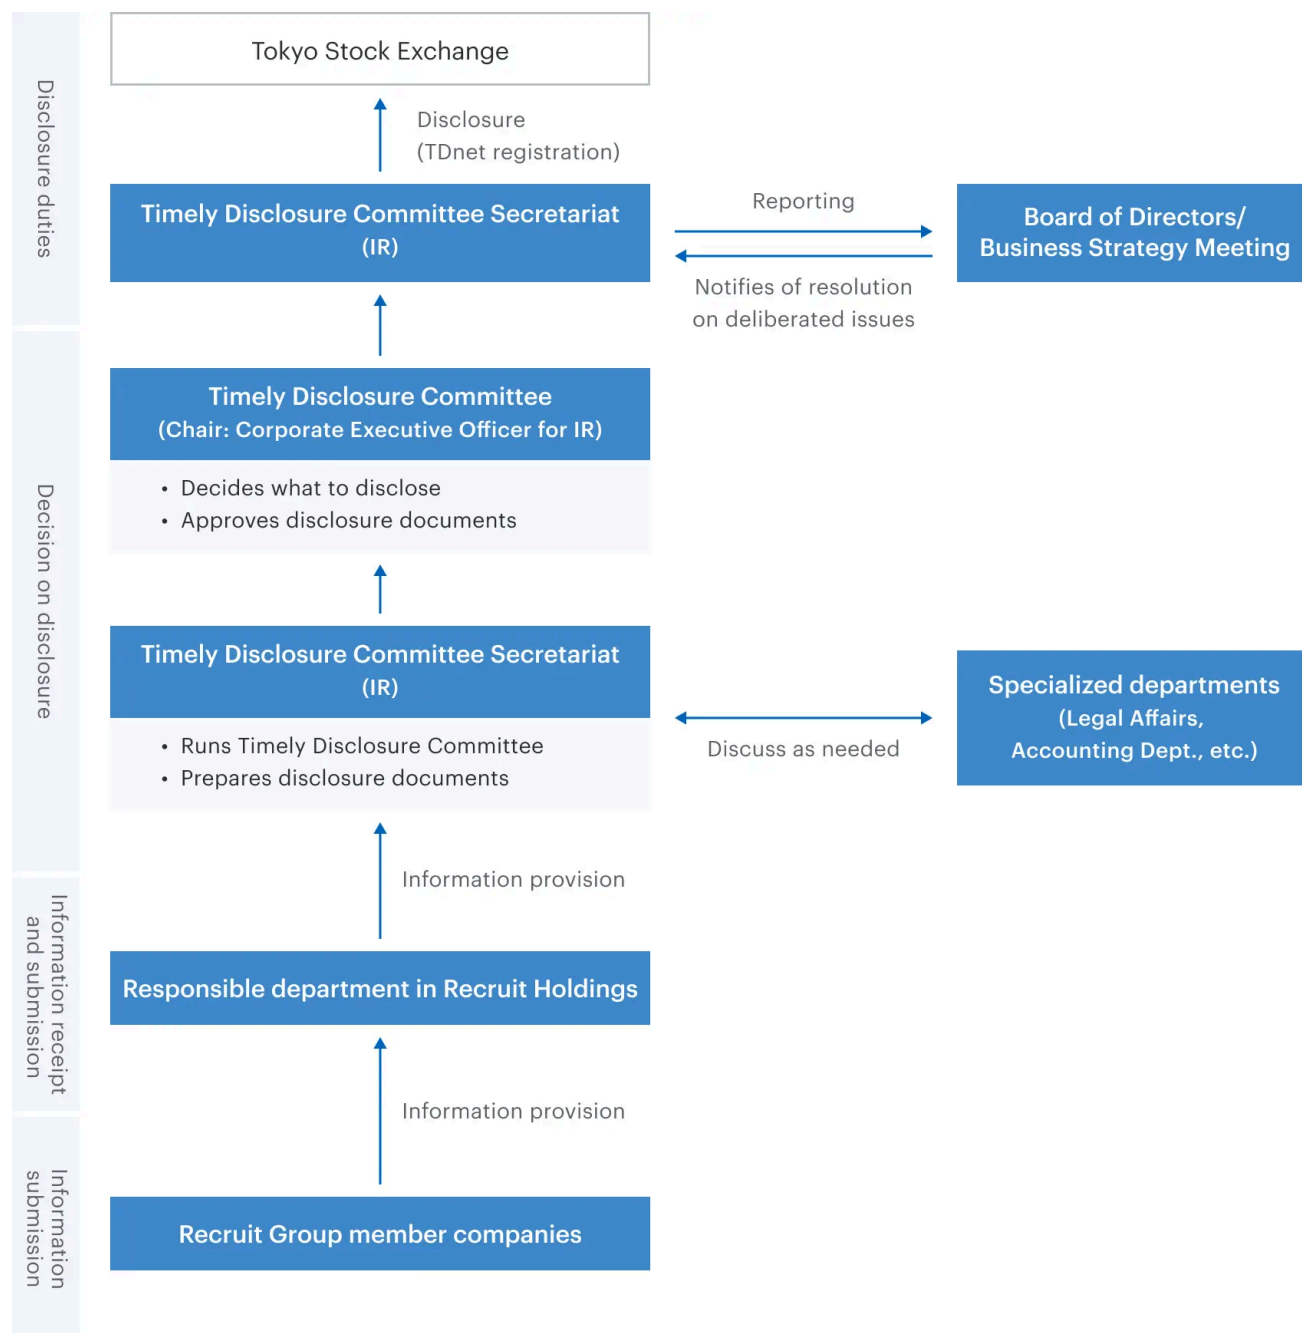 Disclosure duties
Tokyo Stock Exchange
Disclosure
(TDnet registration)
Timely Disclosure Committee Secretariat
(IR)
Reporting
Notifies of resolution
on deliberated issues
Board of Directors/
Business Strategy Meeting
Decision on disclosure
Timely Disclosure Committee
(Chair: Corporate Executive Officer for IR)
• Decides what to disclose
• Approves disclosure documents
Timely Disclosure Committee Secretariat
(IR)
• Runs Timely Disclosure Committee
• Prepares disclosure documents
Discuss as needed
Specialized departments
(Legal Affairs,
Accounting Dept., etc.)
Information provision
Information receipt
and submission
Responsible department in Recruit Holdings
Information provision
Information
submission
Recruit Group member companies